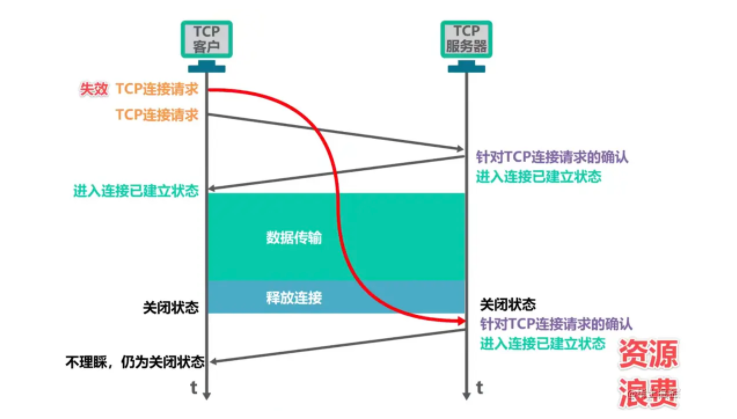 TCP
客户
TCP
服务器
失效 TCP连接请求
TCP连接请求
针对TCP连接请求的确认
进入连接已建立状态
进入连接已建立状态
数据传输
释放连接
关闭状态
关闭状态
针对TCP连接请求的确认
进入连接已建立状态
不理睬，仍为关闭状态
资源
浪费
t
t